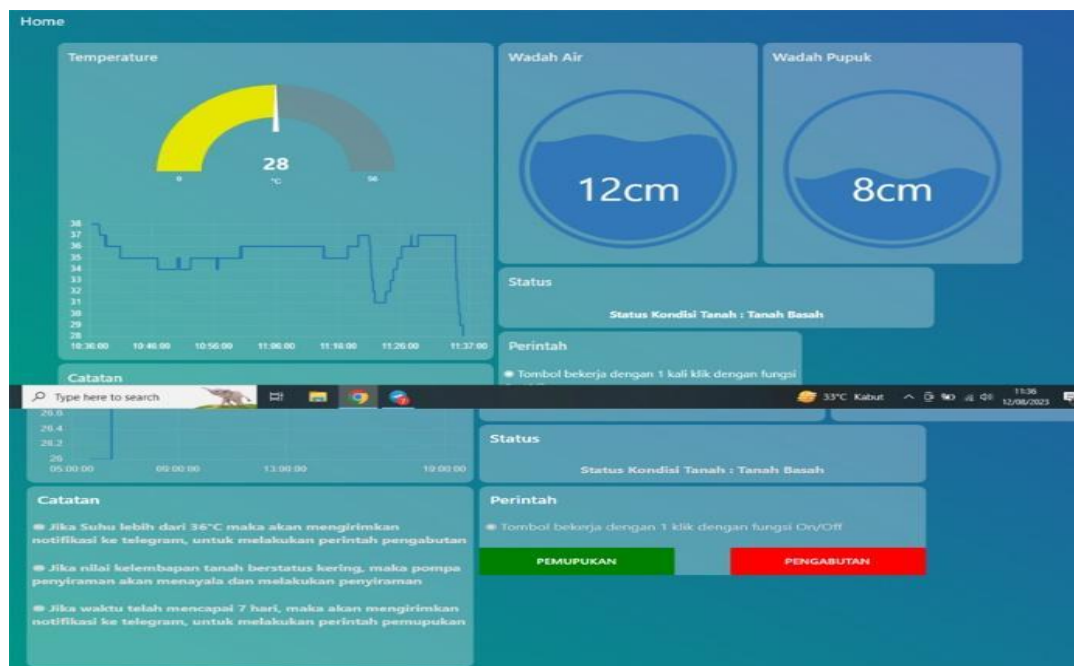 Home
Temperature
28
°C
0
56
38
37
36
35
34
33
32
31
30
29
28
10:36:00 10:46:00 10:56:00 11:06:00 11:16:00 11:26:00 11:37:00
Wadah Air
12cm
Wadah Pupuk
8cm
Status
Status Kondisi Tanah : Tanah Basah
Perintah
Tombol bekerja dengan 1 kali klik dengan fungsi
Catatan
Type here to search
33°C Kabut
11:36
12/08/2023
26.6
26.4
26.2
26
05:00:00 09:00:00 13:00:00 19:00:00
Status
Status Kondisi Tanah : Tanah Basah
Catatan
Jika Suhu lebih dari 36°C maka akan mengirimkan
notifikasi ke telegram, untuk melakukan perintah pengabutan
Jika nilai kelembapan tanah berstatus kering, maka pompa
penyiraman akan menayala dan melakukan penyiraman
Jika waktu telah mencapai 7 hari, maka akan mengirimkan
notifikasi ke telegram, untuk melakukan perintah pemupukan
Perintah
Tombol bekerja dengan 1 klik dengan fungsi On/Off
PEMUPUKAN
PENGABUTAN